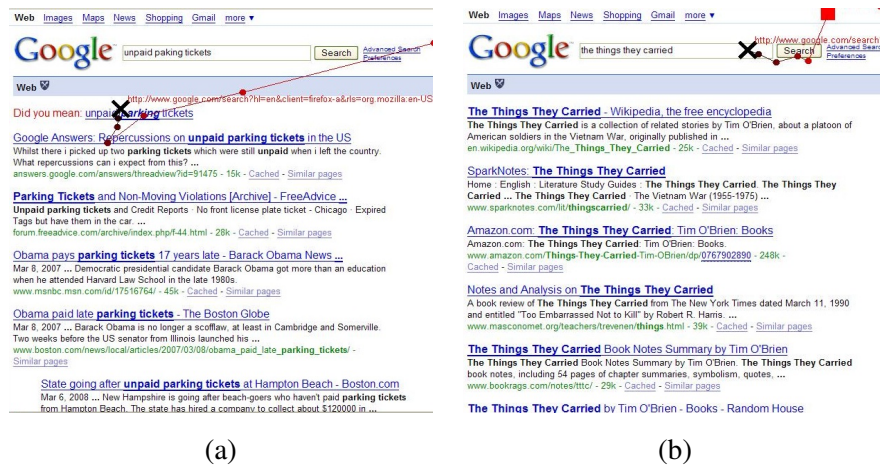 Web Images Maps News Shopping Gmail more ▼
Google
unpaid paking tickets
Search
Advanced Search
Preferences
Web
http://www.google.com/search?hl=en&client=firefox-a&rls=org.mozilla:en-US
Did you mean: unpaid parking tickets
Google Answers: Repercussions on unpaid parking tickets in the US
Whilst there i picked up two parking tickets which were still unpaid when i left the country.
What repercussions can i expect from this? ...
answers.google.com/answers/threadview?id=91475 - 15k - Cached - Similar pages
Parking Tickets and Non-Moving Violations [Archive] - FreeAdvice ...
Unpaid parking tickets and Credit Reports · No front license plate ticket - Chicago · Expired
Tags but have them in the car. ...
forum.freeadvice.com/archive/index.php/f-44.html - 28k - Cached - Similar pages
Obama pays parking tickets 17 years late - Barack Obama News ...
Mar 8, 2007 ... Democratic presidential candidate Barack Obama got more than an education
when he attended Harvard Law School in the late 1980s.
www.msnbc.msn.com/id/17516764/ - 45k - Cached - Similar pages
Obama paid late parking tickets - The Boston Globe
Mar 8, 2007 ... Barack Obama is no longer a scofflaw, at least in Cambridge and Somerville.
Two weeks before the US senator from Illinois launched his ...
www.boston.com/news/local/articles/2007/03/08/obama_paid_late_parking_tickets/ -
Similar pages
State going after unpaid parking tickets at Hampton Beach - Boston.com
Mar 6, 2008 ... New Hampshire is going after beach-goers who haven't paid parking tickets
from Hampton Beach. The state has hired a company to collect about $120000 in ...
(a)
Web Images Maps News Shopping Gmail more ▼
Google
the things they carried
Search
Advanced Search
Preferences
http://www.google.com/search
Web
The Things They Carried - Wikipedia, the free encyclopedia
The Things They Carried is a collection of related stories by Tim O'Brien, about a platoon of
American soldiers in the Vietnam War, originally published in ...
en.wikipedia.org/wiki/The_Things_They_Carried - 25k - Cached - Similar pages
SparkNotes: The Things They Carried
Home : English : Literature Study Guides : The Things They Carried. The Things They
Carried ... The Things They Carried · The Vietnam War (1955-1975) ...
www.sparknotes.com/lit/thingscarried/ - 33k - Cached - Similar pages
Amazon.com: The Things They Carried: Tim O'Brien: Books
Amazon.com: The Things They Carried: Tim O'Brien: Books.
www.amazon.com/Things-They-Carried-Tim-OBrien/dp/0767902890 - 248k -
Cached - Similar pages
Notes and Analysis on The Things They Carried
A book review of The Things They Carried from The New York Times dated March 11, 1990
and entitled "Too Embarrassed Not to Kill" by Robert R. Harris. ...
www.masconomet.org/teachers/trevenen/things.html - 39k - Cached - Similar pages
The Things They Carried Book Notes Summary by Tim O'Brien
The Things They Carried Book Notes Summary by Tim O'Brien. The Things They Carried
book notes, including 54 pages of chapter summaries, symbolism, quotes, ...
www.bookrags.com/notes/tttc/ - 29k - Cached - Similar pages
The Things They Carried by Tim O'Brien - Books - Random House
(b)